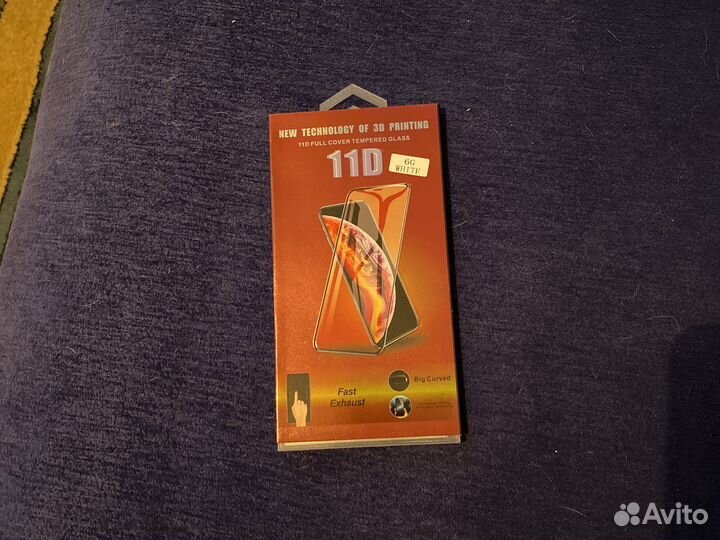 NEW TECHNOLOGY OF 3D PRINTING
11D FULL COVER TEMPERED GLASS
11D
6G
WHITE
Fast
Exhaust
Big Curved
Avito